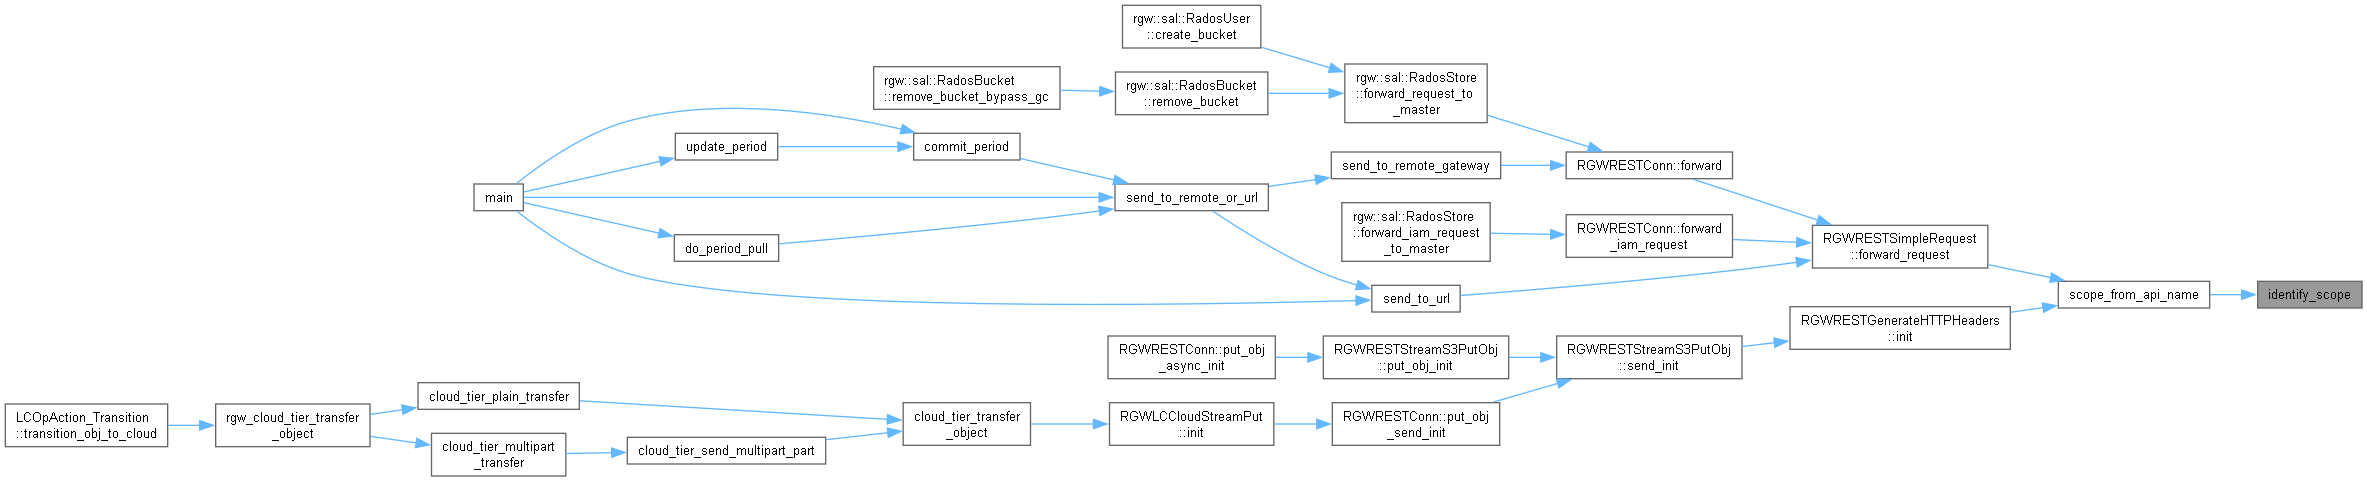 rgw::sal::RadosUser
::create_bucket
rgw::sal::RadosBucket
::remove_bucket_bypass_gc
rgw::sal::RadosBucket
::remove_bucket
rgw::sal::RadosStore
::forward_request_to
_master
update_period
commit_period
send_to_remote_gateway
RGWRESTConn::forward
main
send_to_remote_or_url
rgw::sal::RadosStore
::forward_iam_request
_to_master
RGWRESTConn::forward
_iam_request
RGWRESTSimpleRequest
::forward_request
do_period_pull
send_to_url
scope_from_api_name
identify_scope
RGWRESTGenerateHTTPHeaders
::init
RGWRESTConn::put_obj
_async_init
RGWRESTStreamS3PutObj
::put_obj_init
RGWRESTStreamS3PutObj
::send_init
LCOpAction_Transition
::transition_obj_to_cloud
rgw_cloud_tier_transfer
_object
cloud_tier_plain_transfer
cloud_tier_multipart
_transfer
cloud_tier_send_multipart_part
cloud_tier_transfer
_object
RGWLCCloudStreamPut
::init
RGWRESTConn::put_obj
_send_init